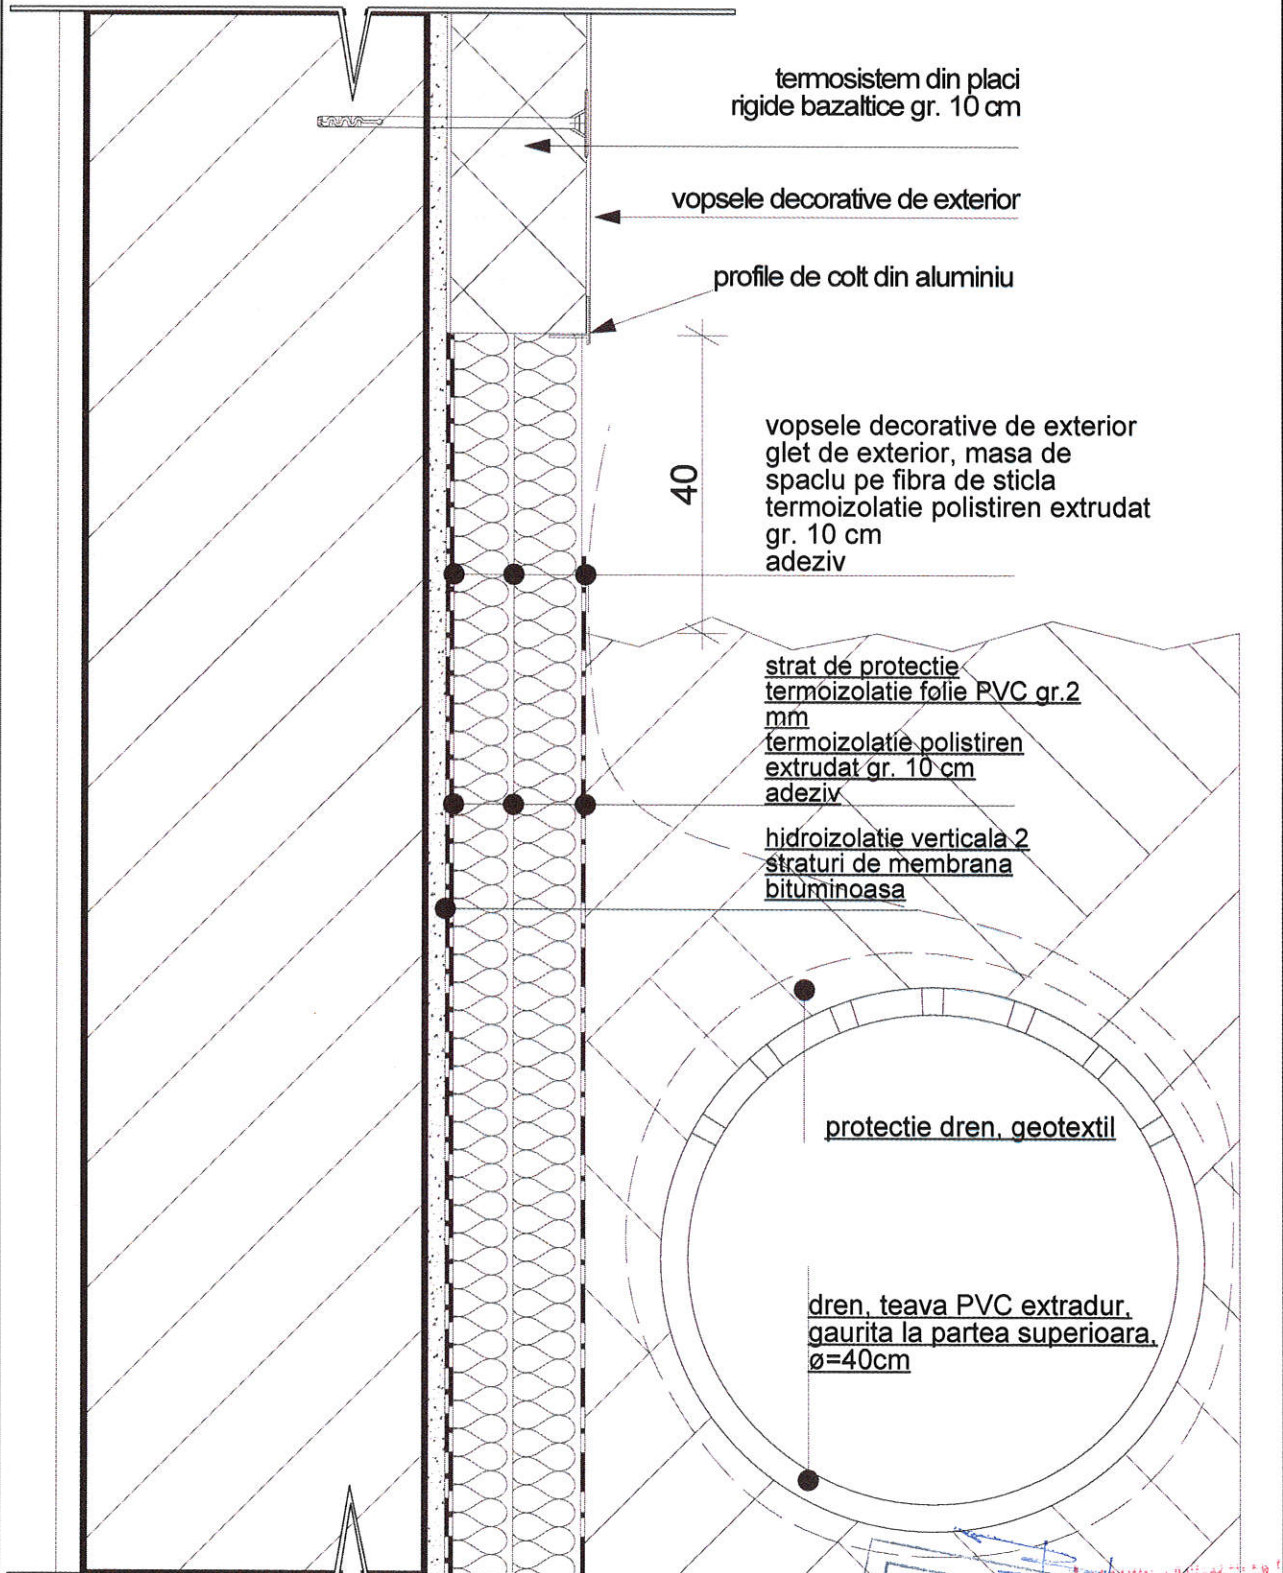 termosistem din placi
rigide bazaltice gr. 10 cm
vopsele decorative de exterior
profile de colt din aluminiu
40
vopsele decorative de exterior
glet de exterior, masa de
spaclu pe fibra de sticla
termoizolatie polistiren extrudat
gr. 10 cm
adeziv
strat de protectie
termoizolatie folie PVC gr.2
mm
termoizolatie polistiren
extrudat gr. 10 cm
adeziv
hidroizolatie verticala 2
straturi de membrana
bituminoasa
protectie dren, geotextil
dren, teava PVC extradur,
gaurita la partea superioara,
ø=40cm